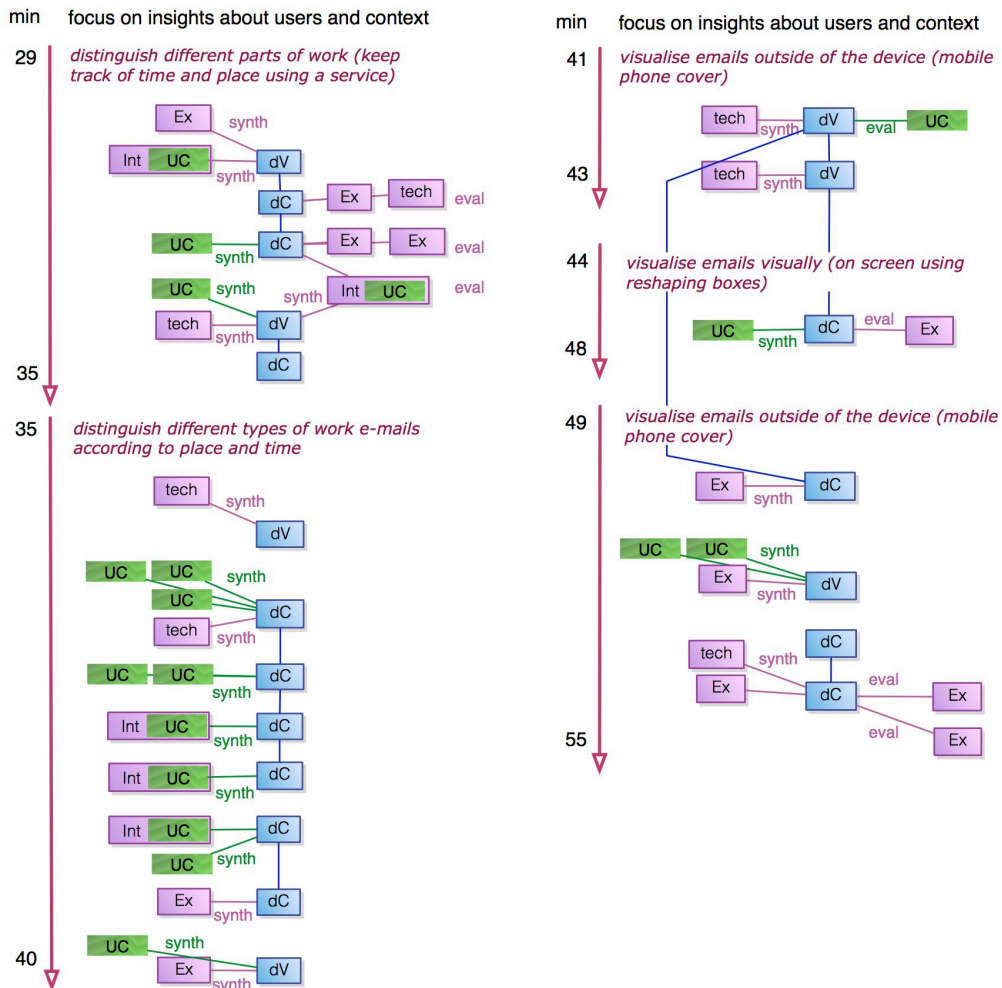 min focus on insights about users and context
29 distinguish different parts of work (keep
track of time and place using a service)
Ex synth
Int UC synth dV
dC Ex tech eval
UC synth dC Ex Ex eval
UC synth synth Int UC eval
tech synth dV
dC
35
35 distinguish different types of work e-mails
according to place and time
tech synth
dV
UC UC synth
UC dC
tech synth
UC UC synth dC
Int UC synth dC
Int UC synth dC
Int UC dC
UC synth
Ex synth dC
UC synth
40 Ex synth dV
min focus on insights about users and context
41 visualise emails outside of the device (mobile
phone cover)
tech synth dV eval UC
43 tech synth dV
44 visualise emails visually (on screen using
reshaping boxes)
UC synth dC eval Ex
48
49 visualise emails outside of the device (mobile
phone cover)
Ex synth dC
UC UC synth
Ex synth dV
dC
tech synth
Ex dC eval Ex
eval Ex
55